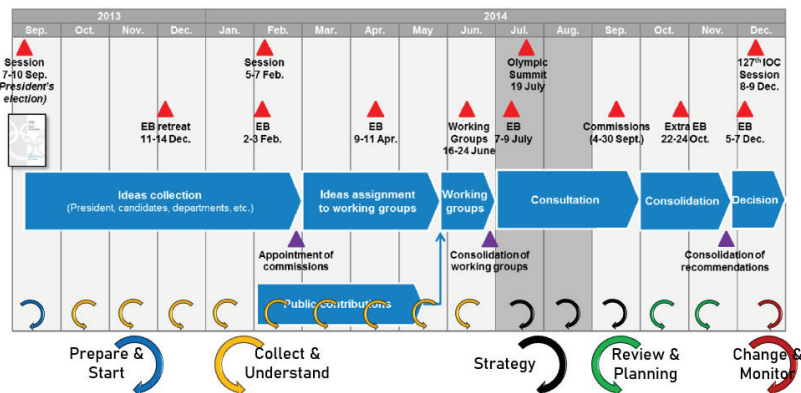 2013
2014
Sep.
Oct.
Nov.
Dec.
Jan.
Feb.
Mar.
Apr.
May
Jun.
Jul.
Aug.
Sep.
Oct.
Nov.
Dec.
Session
7-10 Sep.
President's
election)
Session
5-7 Feb.
Olympic
Summit
19 July
127th IOC
Session
8-9 Dec.
EB retreat
11-14 Dec.
EB
2-3 Feb.
EB
9-11 Apr.
Working
Groups
16-24 June
EB
7-9 July
Commissions
(4-30 Sept.)
Extra EB
22-24 Oct.
EB
5-7 Dec.
Ideas collection
(President, candidates, departments, etc.)
Ideas assignment
to working groups
Working
groups
Consultation
Consolidation
Decision
Appointment of
commissions
Consolidation of
working groups
Consolidation of
recommendations
Public contributions
Prepare &
Start
Collect &
Understand
Strategy
Review &
Planning
Change &
Monitor